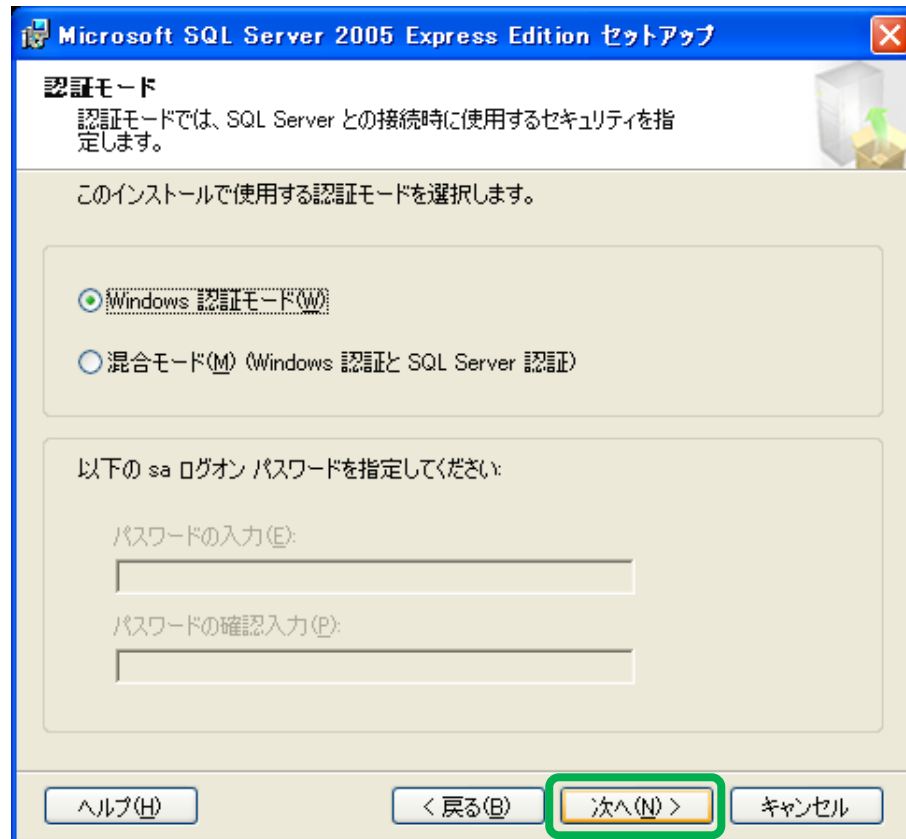 Microsoft SQL Server 2005 Express Edition セットアップ
認証モード
認証モードでは、SQL Server との接続時に使用するセキュリティを指
定します。
このインストールで使用する認証モードを選択します。
Windows 認証モード(W)
混合モード(M) (Windows 認証と SQL Server 認証)
以下の sa ログオン パスワードを指定してください:
パスワードの入力(E):
パスワードの確認入力(P):
ヘルプ(H)
< 戻る(B)
次へ(N) >
キャンセル